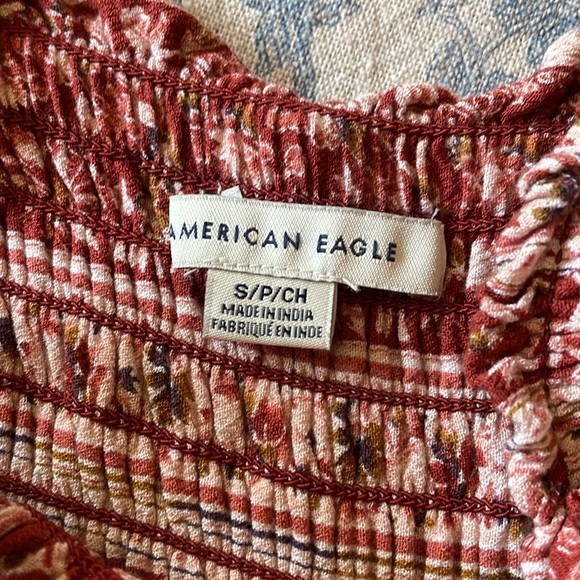 AMERICAN EAGLE
S/P/CH
MADE IN INDIA
FABRIQUÉ EN INDE